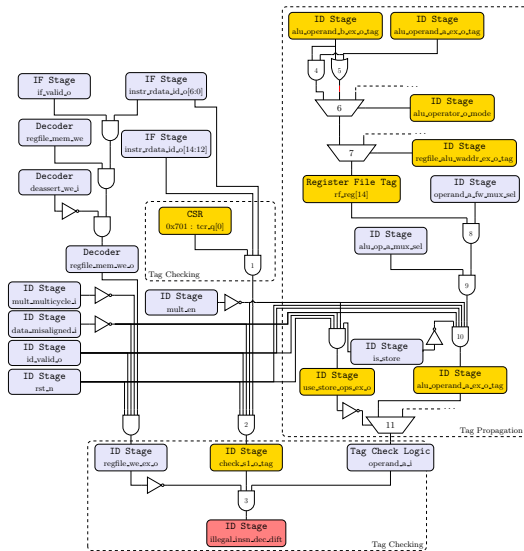 ID Stage
alu_operand_b_ex_o_tag
ID Stage
alu_operand_a_ex_o_tag
4
5
6
ID Stage
alu_operator_o_mode
7
ID Stage
regfile_alu_waddr_ex_o_tag
Register File Tag
rf_reg[14]
ID Stage
operand_a_fw_mux_sel
8
ID Stage
alu_op_a_mux_sel
9
IF Stage
if_valid_o
IF Stage
instr_rdata_id_o[6:0]
Decoder
regfile_mem_we
IF Stage
instr_rdata_id_o[14:12]
Decoder
deassert_we_i
CSR
0x701 : tcr_q[0]
1
Tag Checking
Decoder
regfile_mem_we_o
ID Stage
mult_multicycle_i
ID Stage
mult_en
ID Stage
data_misaligned_i
ID Stage
id_valid_o
ID Stage
rst_n
10
ID Stage
is_store
ID Stage
use_store_ops_ex_o
ID Stage
alu_operand_a_ex_o_tag
11
Tag Propagation
2
ID Stage
regfile_we_ex_o
ID Stage
check_s1_o_tag
Tag Check Logic
operand_a_i
3
ID Stage
illegal_insn_dec_dift
Tag Checking